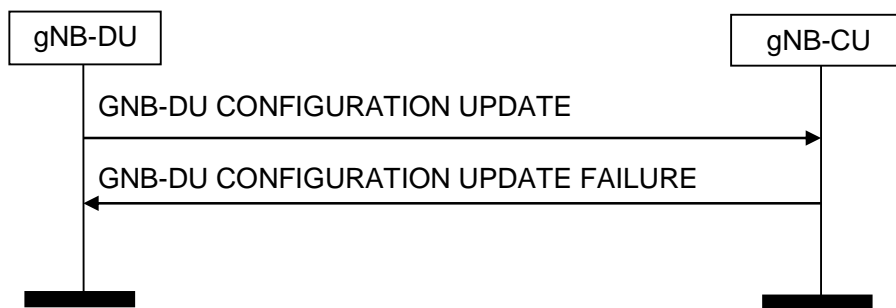 gNB-DU
gNB-CU
GNB-DU CONFIGURATION UPDATE
GNB-DU CONFIGURATION UPDATE FAILURE